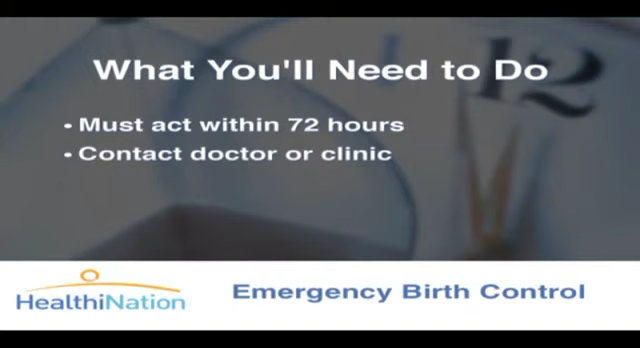 12
What You'll Need to Do
• Must act within 72 hours
• Contact doctor or clinic
HealthiNation
Emergency Birth Control